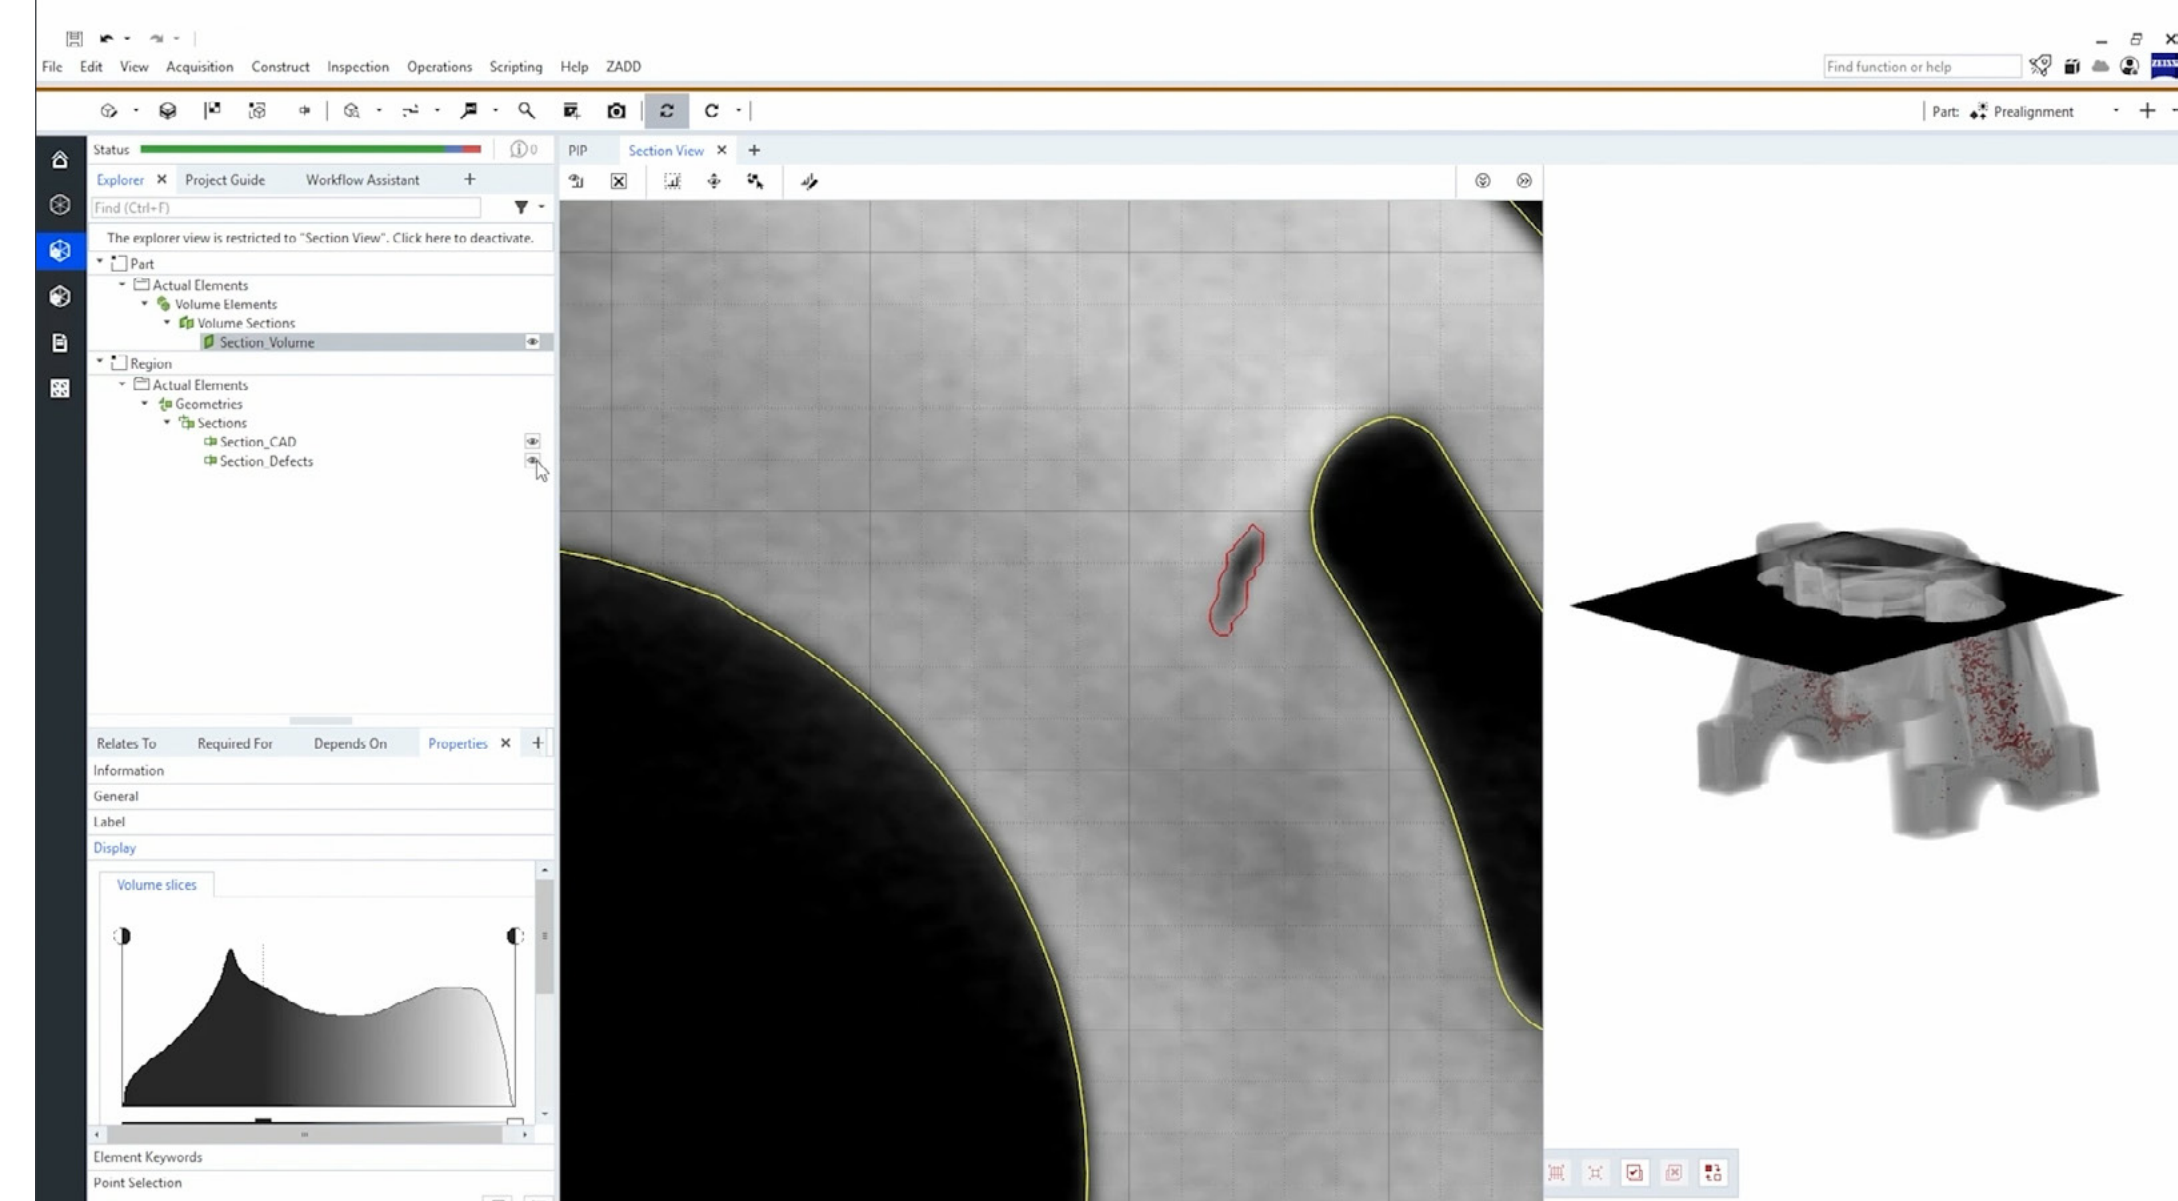 File Edit View Acquisition Construct Inspection Operations Scripting Help ZADD
Find function or help
ZEISS
Part: Prealignment
Status
0
PIP
Section View
Explorer
Project Guide
Workflow Assistant
Find (Ctrl+F)
The explorer view is restricted to "Section View". Click here to deactivate.
Part
Actual Elements
Volume Elements
Volume Sections
Section_Volume
Region
Actual Elements
Geometries
Sections
Section_CAD
Section_Defects
Relates To
Required For
Depends On
Properties
Information
General
Label
Display
Volume slices
Element Keywords
Point Selection